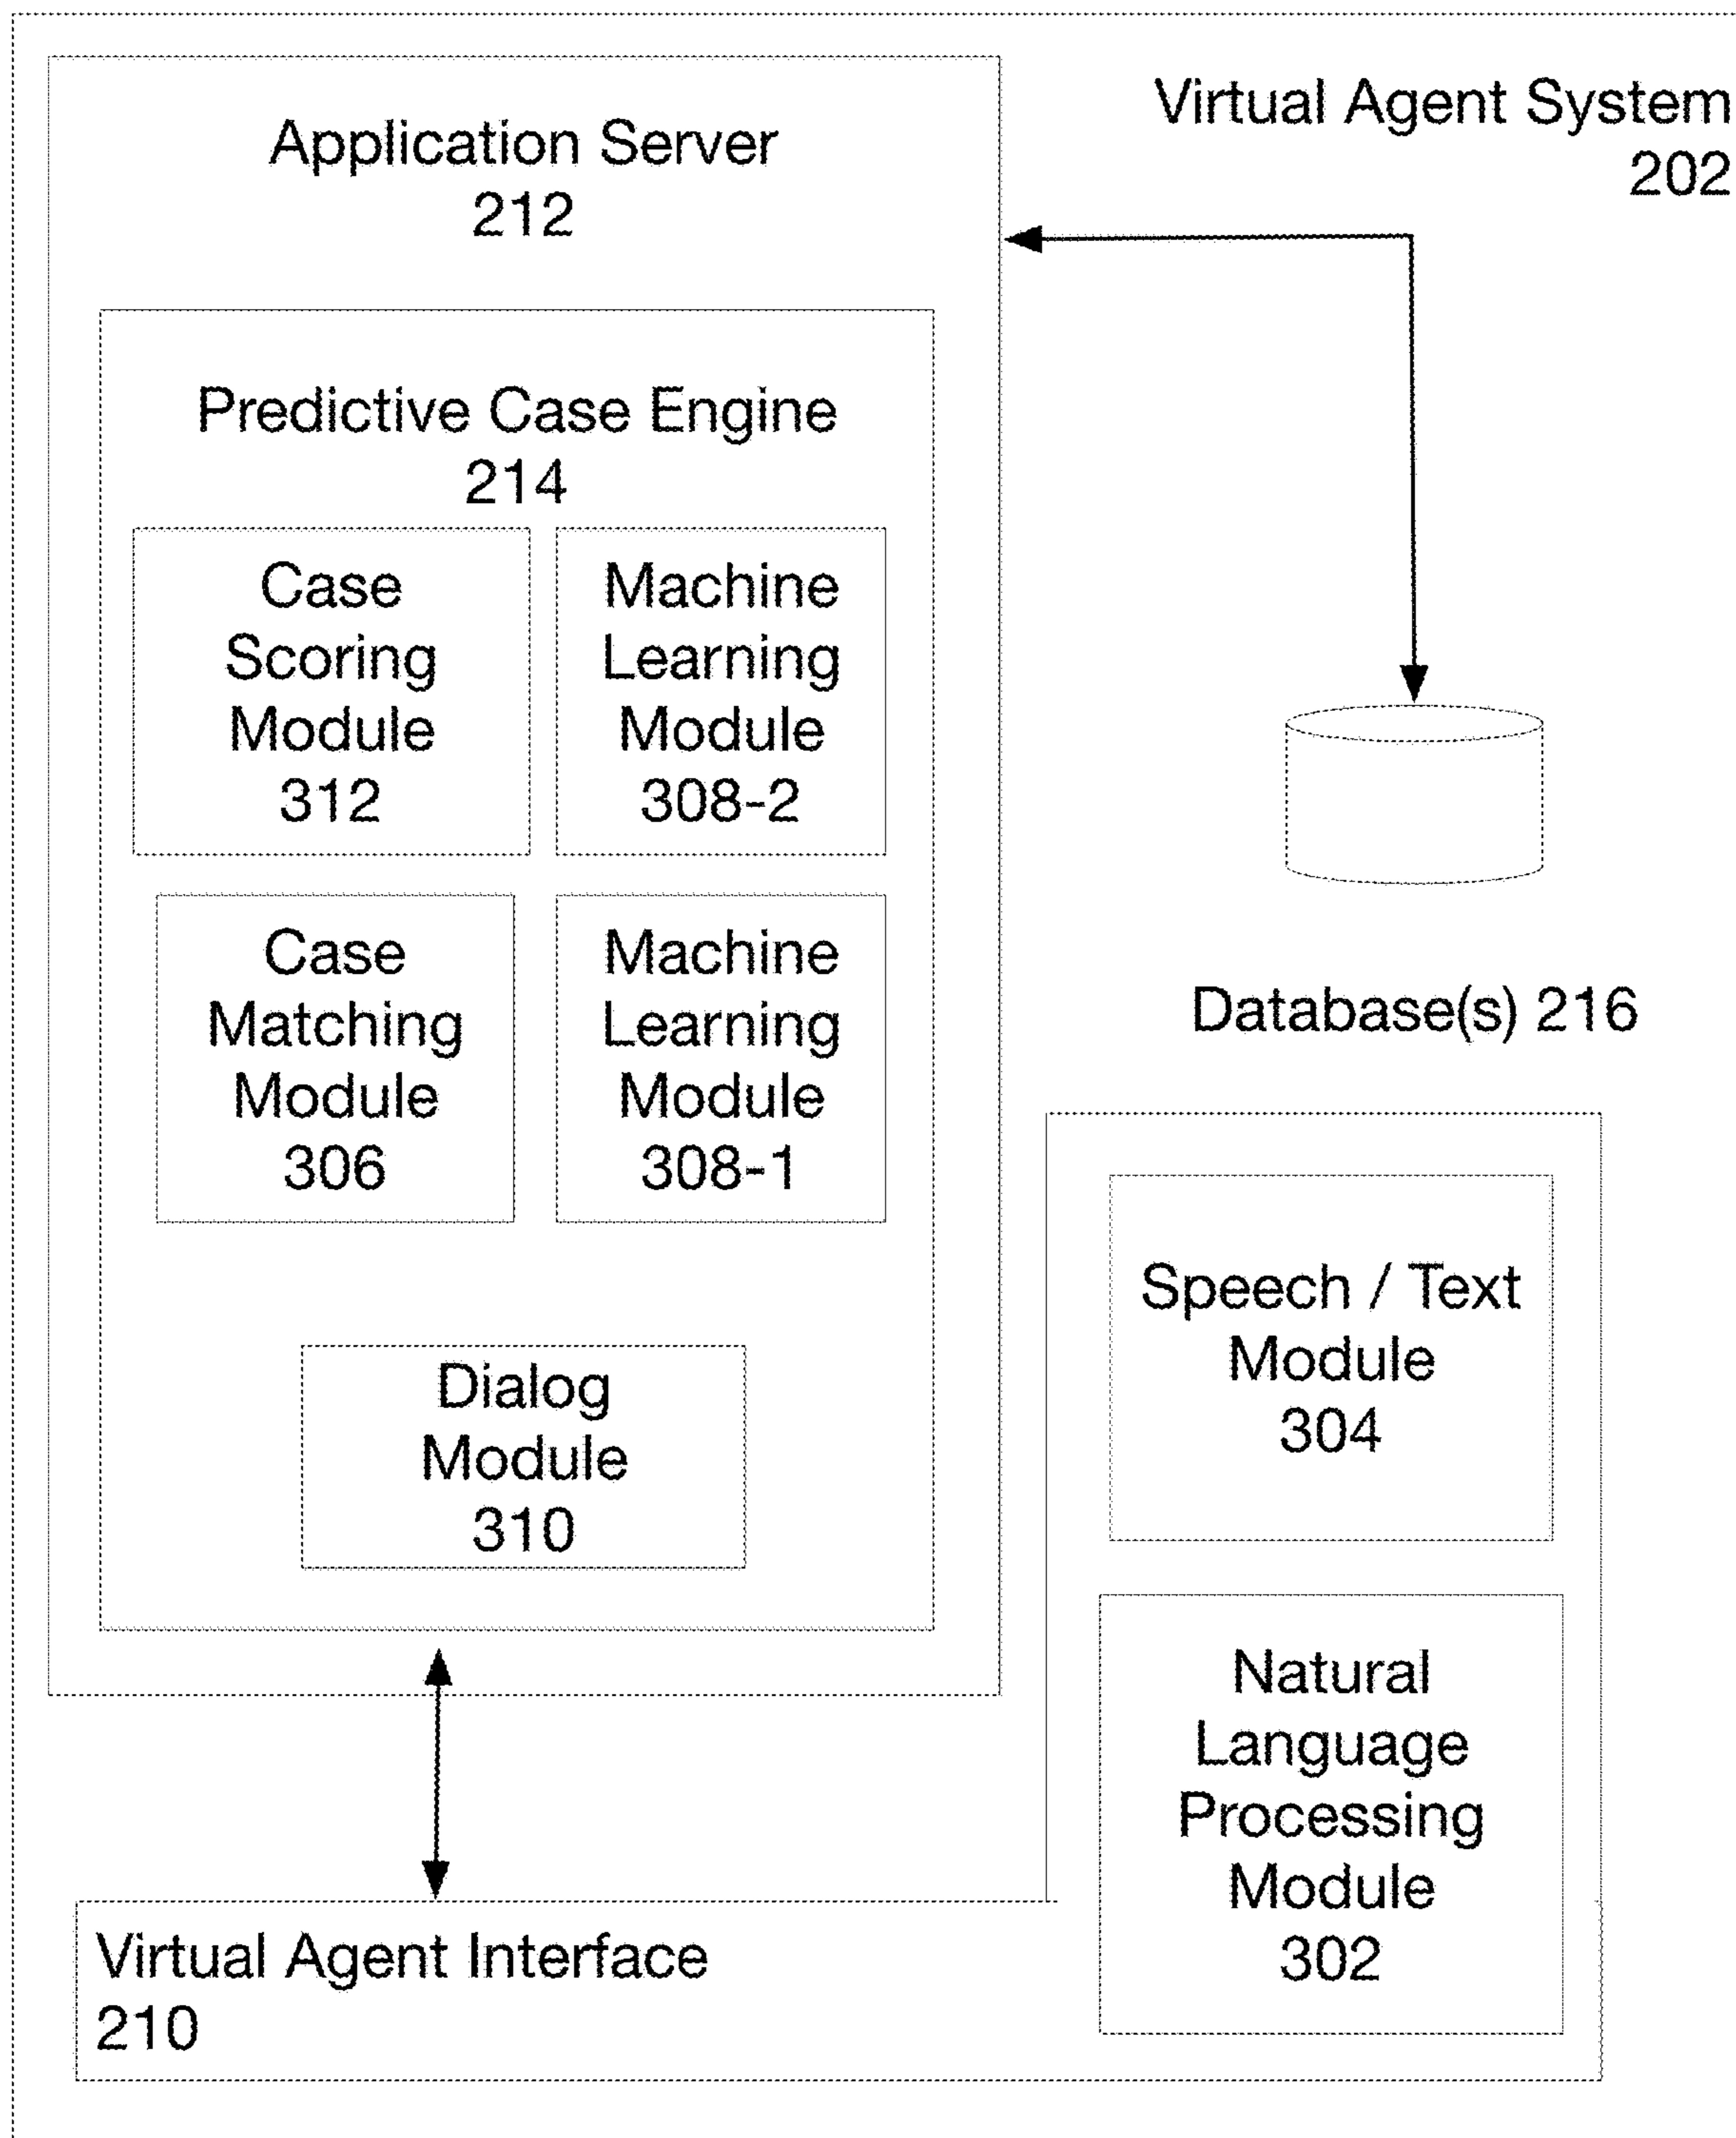 Virtual Agent System
202
Application Server
212
Predictive Case Engine
214
Case
Scoring
Module
312
Machine
Learning
Module
308-2
Case
Matching
Module
306
Machine
Learning
Module
308-1
Dialog
Module
310
Database(s) 216
Speech / Text
Module
304
Natural
Language
Processing
Module
302
Virtual Agent Interface
210